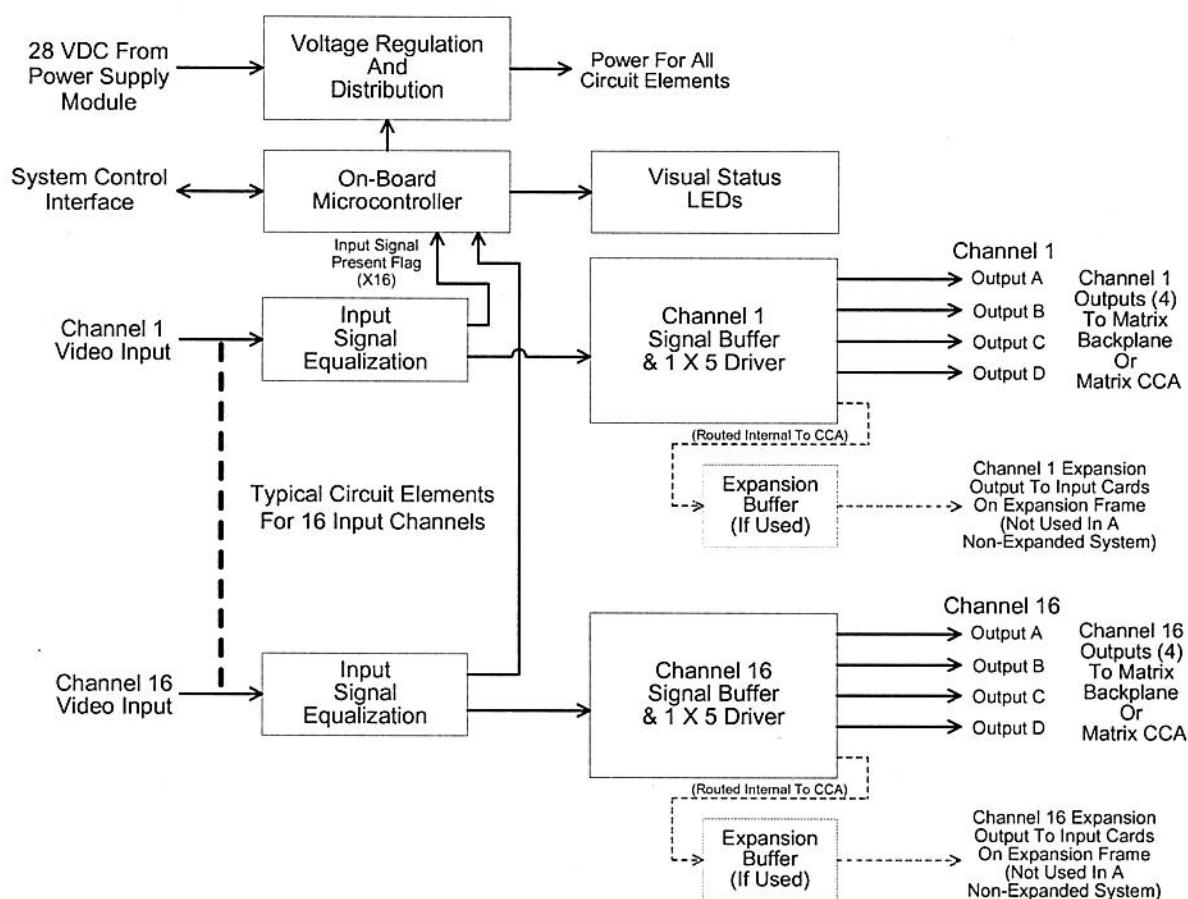 28 VDC From
Power Supply
Module
Voltage Regulation
And
Distribution
Power For All
Circuit Elements
System Control
Interface
On-Board
Microcontroller
Visual Status
LEDs
Input Signal
Present Flag
(X16)
Channel 1
Video Input
Input
Signal
Equalization
Channel 1
Signal Buffer
& 1 X 5 Driver
Channel 1
Output A
Output B
Output C
Output D
Channel 1
Outputs (4)
To Matrix
Backplane
Or
Matrix CCA
(Routed Internal To CCA)
Expansion
Buffer
(If Used)
Channel 1 Expansion
Output To Input Cards
On Expansion Frame
(Not Used In A
Non-Expanded System)
Typical Circuit Elements
For 16 Input Channels
Channel 16
Video Input
Input
Signal
Equalization
Channel 16
Signal Buffer
& 1 X 5 Driver
Channel 16
Output A
Output B
Output C
Output D
Channel 16
Outputs (4)
To Matrix
Backplane
Or
Matrix CCA
(Routed Internal To CCA)
Expansion
Buffer
(If Used)
Channel 16 Expansion
Output To Input Cards
On Expansion Frame
(Not Used In A
Non-Expanded System)